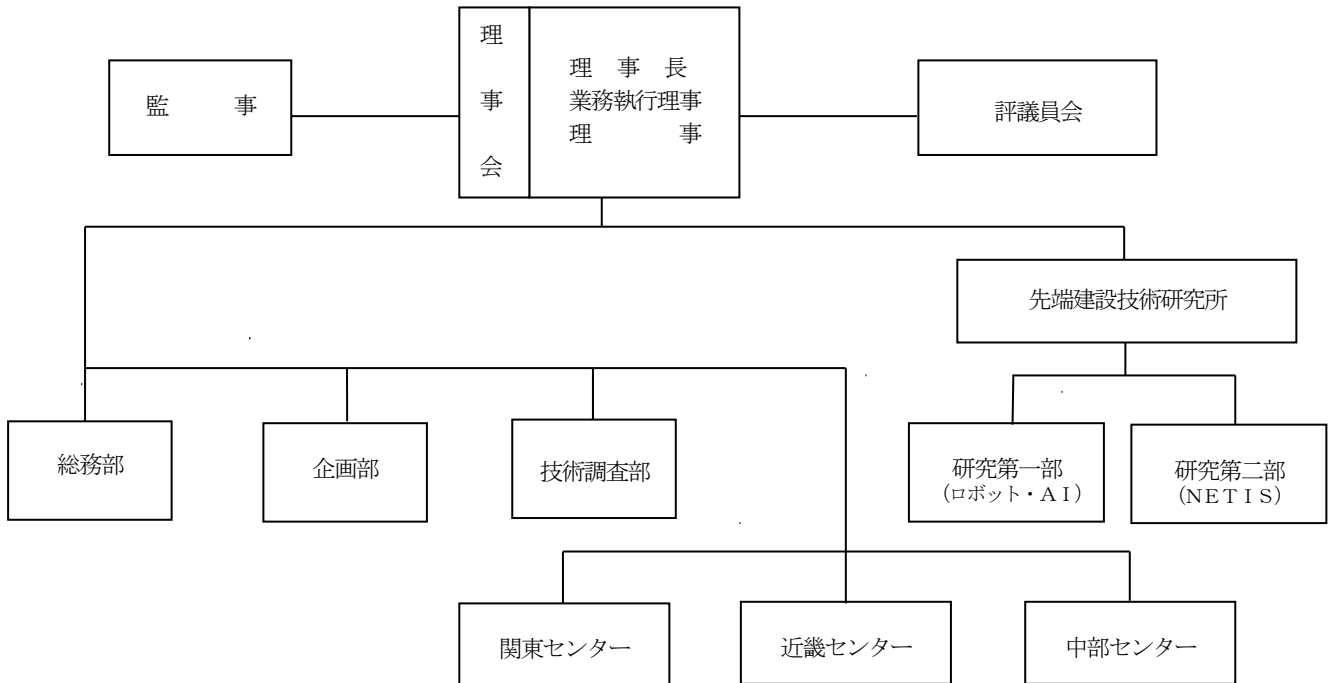 監　　事
理事会
理　事　長
業務執行理事
理　　　事
評議員会
先端建設技術研究所
総務部
企画部
技術調査部
研究第一部
（ロボット・ＡＩ）
研究第二部
（ＮＥＴＩＳ）
関東センター
近畿センター
中部センター